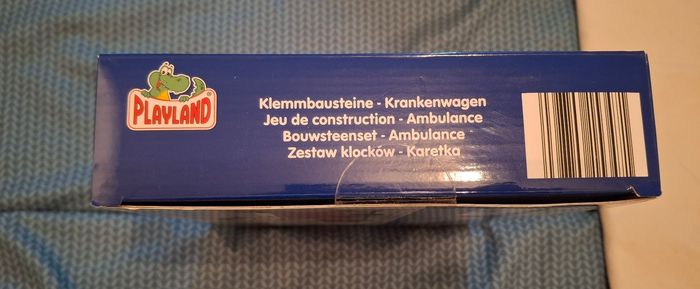 PLAYLAND
Klemmbausteine - Krankenwagen
Jeu de construction - Ambulance
Bouwsteenset - Ambulance
Zestaw klocków - Karetka